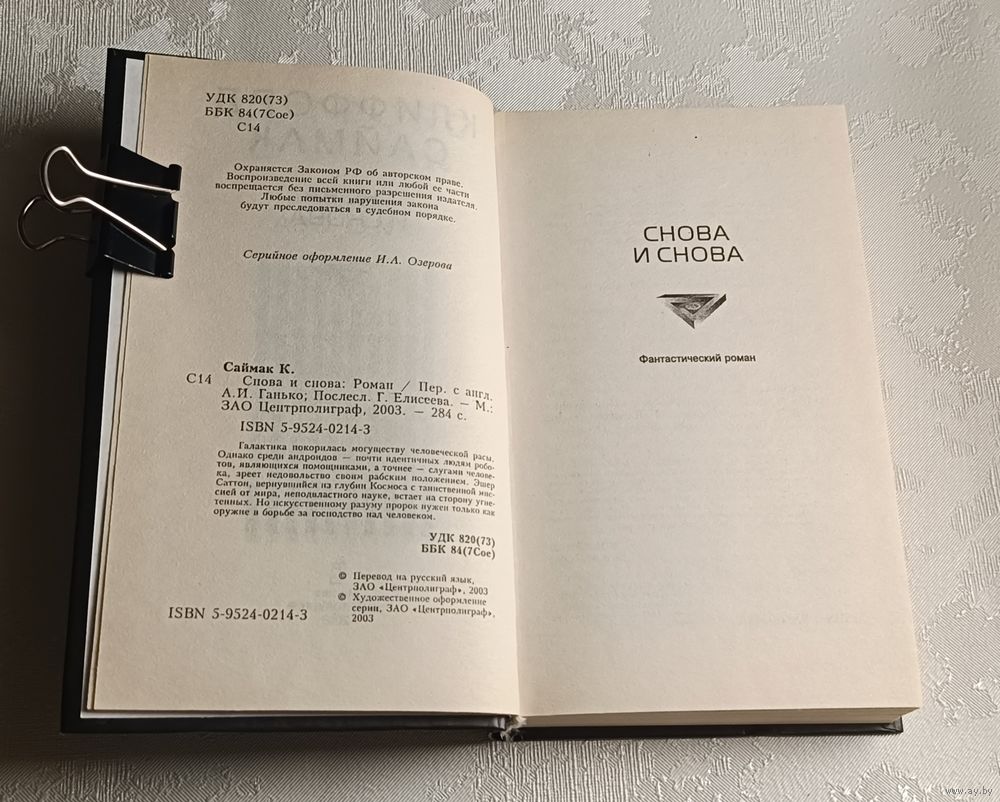 УДК 820(73)
ББК 84(7Сое)
С14
Охраняется Законом РФ об авторском праве.
Воспроизведение всей книги или любой ее части
воспрещается без письменного разрешения издателя.
Любые попытки нарушения закона
будут преследоваться в судебном порядке.
Серийное оформление И.А. Озерова
Саймак К.
С14 Снова и снова: Роман / Пер. с англ.
А.И. Ганько; Послесл. Г. Елисеева. — М.:
ЗАО Центрполиграф, 2003. — 284 с.
ISBN 5-9524-0214-3
Галактика покорилась могуществу человеческой расы.
Однако среди андроидов — почти идентичных людям робо-
тов, являющихся помощниками, а точнее — слугами челове-
ка, зреет недовольство своим рабским положением. Эшер
Саттон, вернувшийся из глубин Космоса с таинственной мис-
сией от мира, неподвластного науке, встает на сторону угне-
тенных. Но искусственному разуму пророк нужен только как
оружие в борьбе за господство над человеком.
УДК 820(73)
ББК 84(7Сое)
© Перевод на русский язык,
ЗАО «Центрполиграф», 2003
© Художественное оформление
серии, ЗАО «Центрполиграф»,
2003
ISBN 5-9524-0214-3
СНОВА
И СНОВА
Фантастический роман
www.ay.by